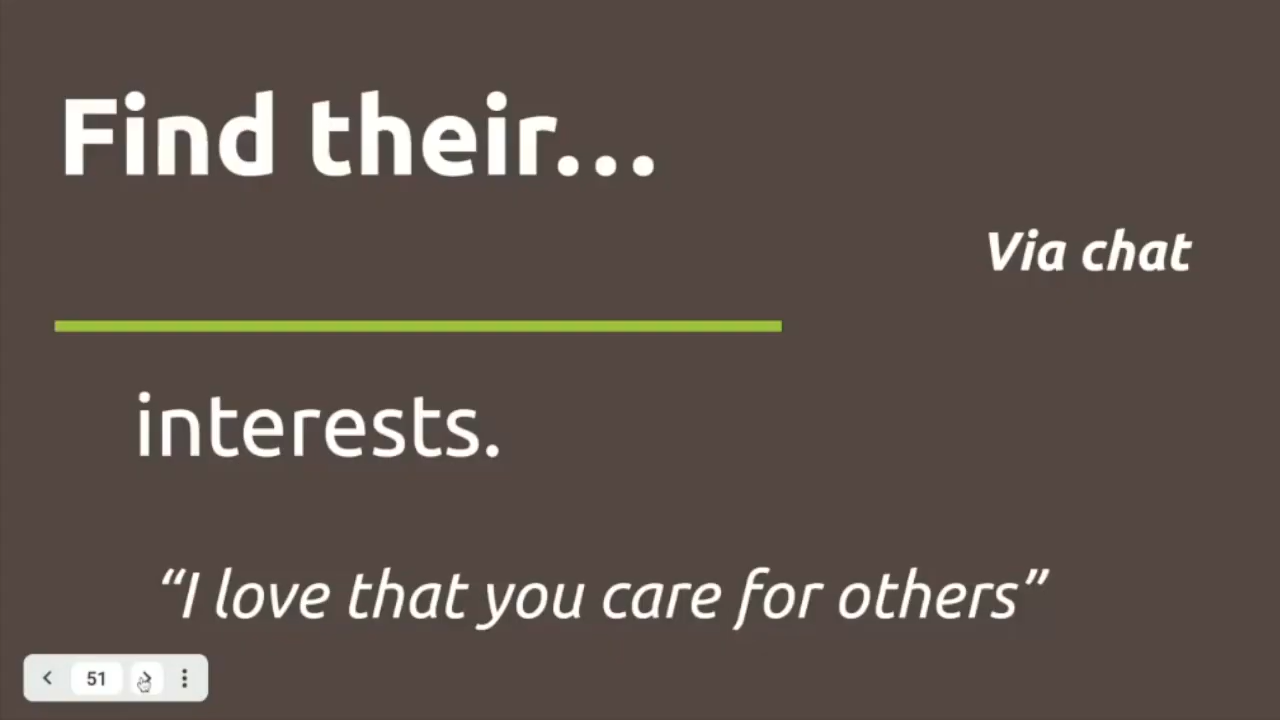 Find their...
Via chat
interests.
“I love that you care for others”
51